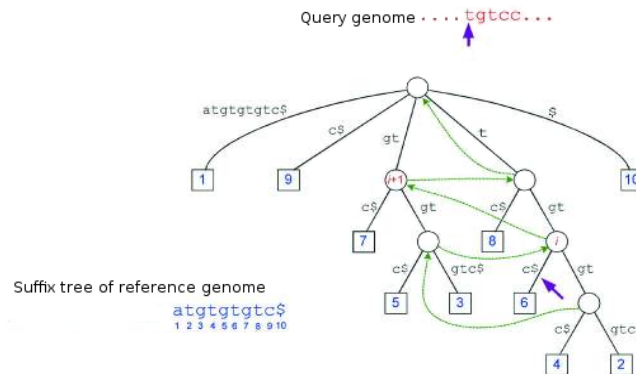 Query genome ....tgtcc...
atgtgtgtc$
c$
gt
t
$
1
9
i+1
10
c$
gt
c$
gt
7
8
i
c$
gtc$
c$
gt
5
3
6
Suffix tree of reference genome
atgtgtgtc$
1 2 3 4 5 6 7 8 9 10
c$
gtc
4
2